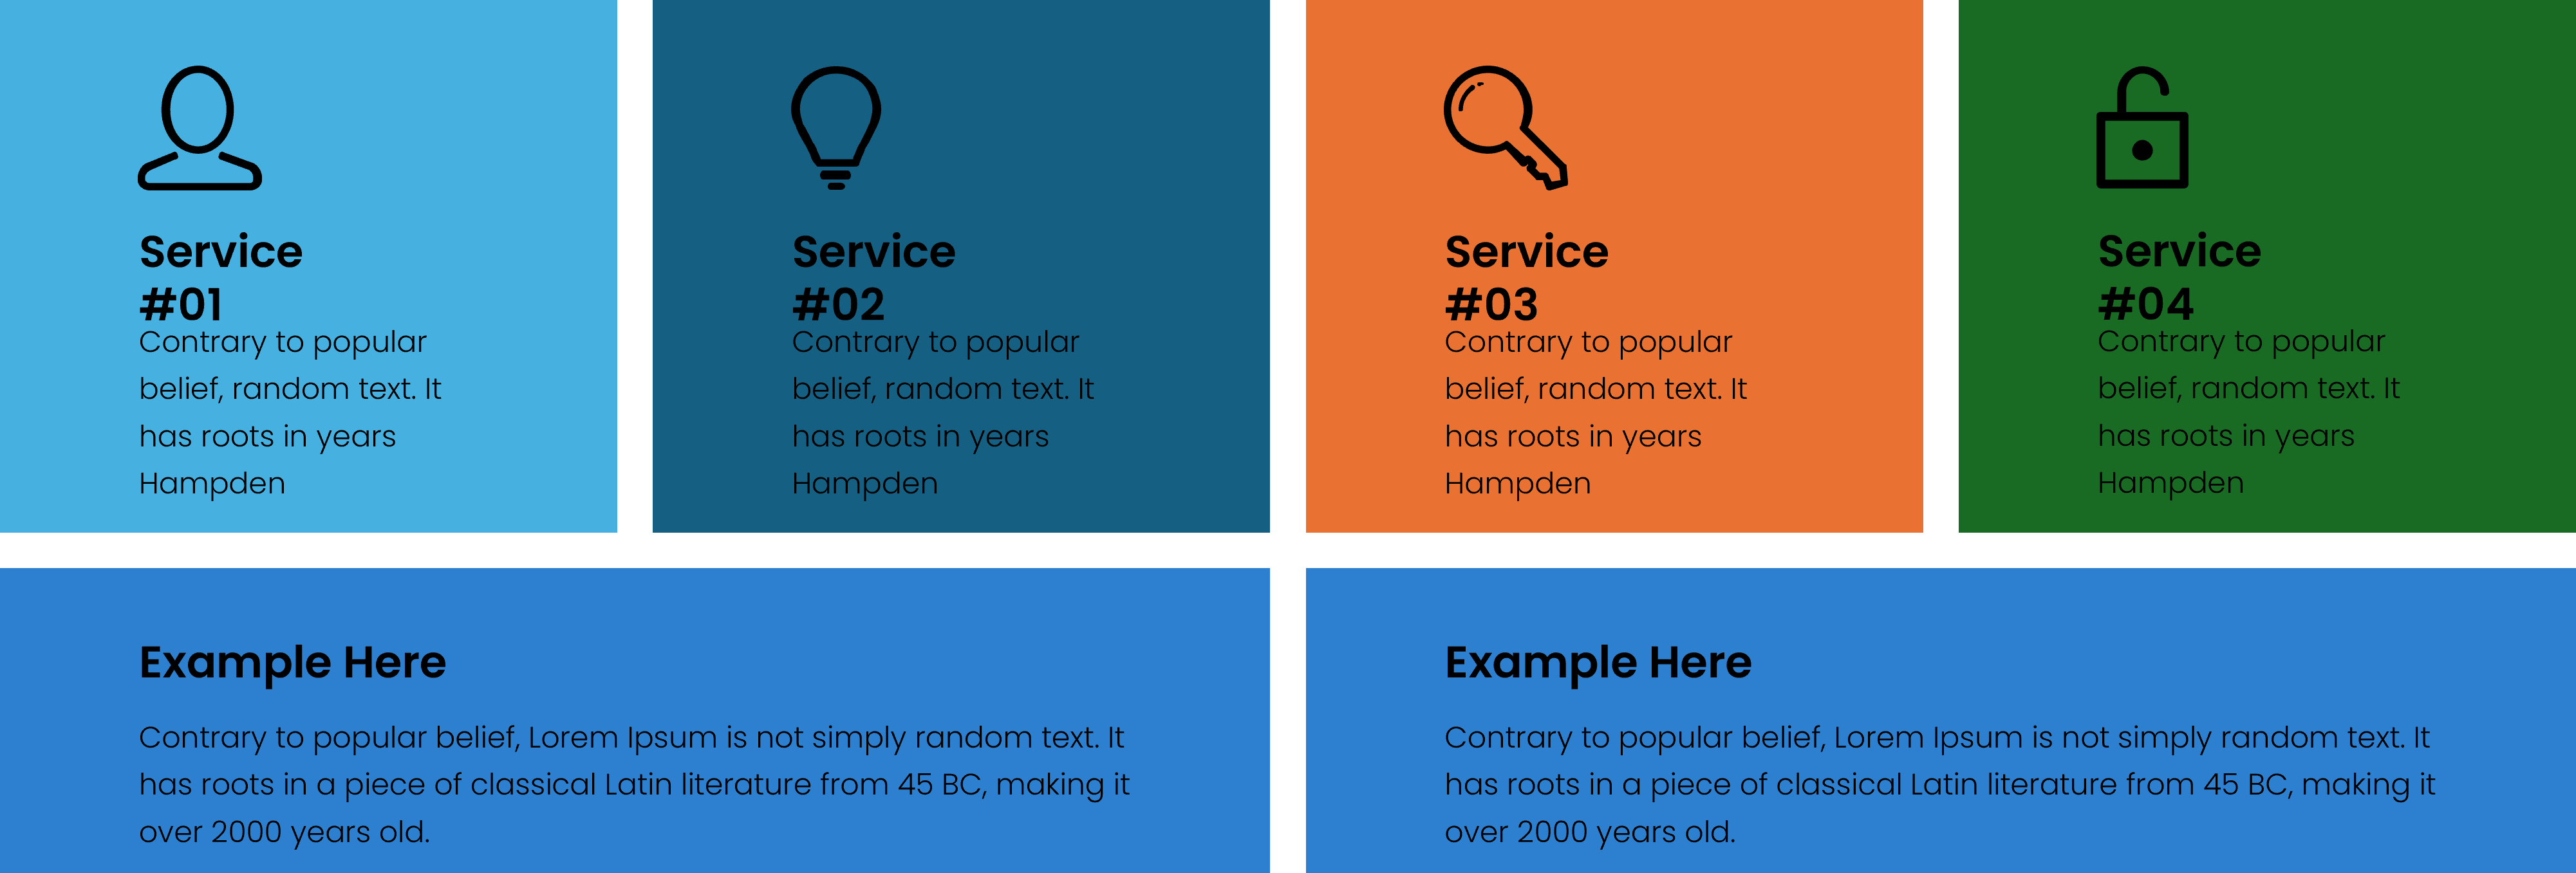 Service
#01
Contrary to popular
belief, random text. It
has roots in years
Hampden
Service
#02
Contrary to popular
belief, random text. It
has roots in years
Hampden
Service
#03
Contrary to popular
belief, random text. It
has roots in years
Hampden
Service
#04
Contrary to popular
belief, random text. It
has roots in years
Hampden
Example Here
Contrary to popular belief, Lorem Ipsum is not simply random text. It
has roots in a piece of classical Latin literature from 45 BC, making it
over 2000 years old.
Example Here
Contrary to popular belief, Lorem Ipsum is not simply random text. It
has roots in a piece of classical Latin literature from 45 BC, making it
over 2000 years old.